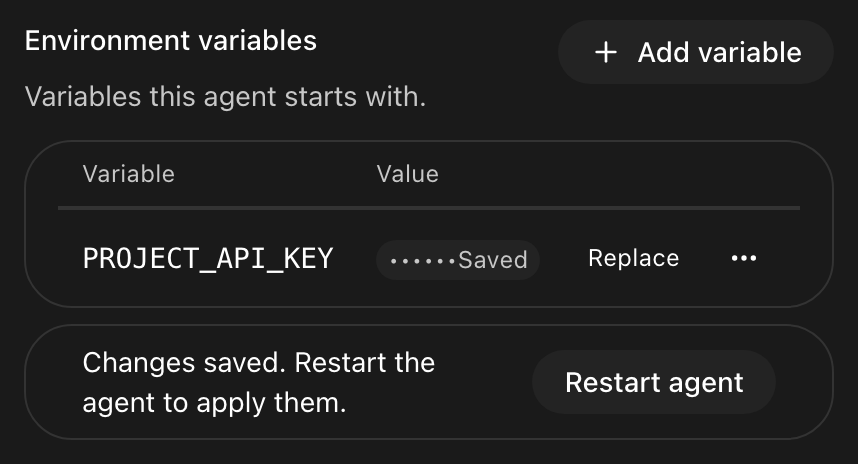 Environment variables
+ Add variable
Variables this agent starts with.
Variable Value
PROJECT_API_KEY ••••••Saved Replace •••
Changes saved. Restart the
agent to apply them.
Restart agent